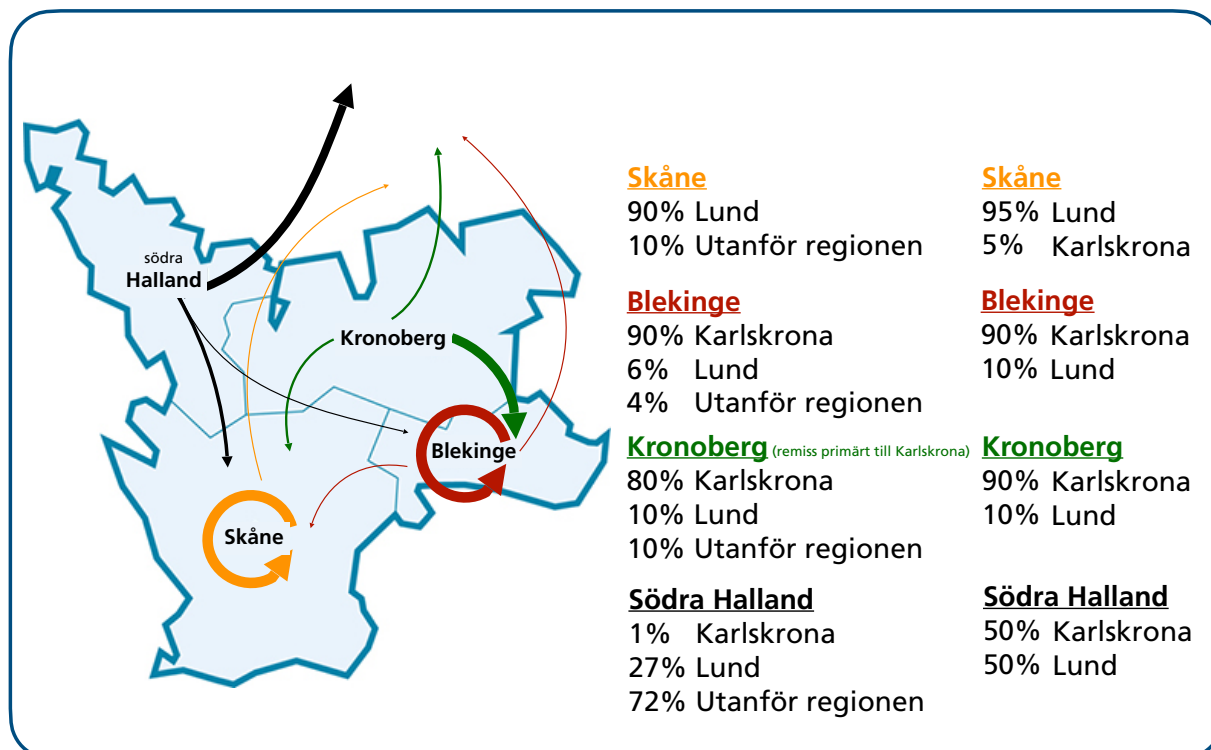 södra
Halland
Kronoberg
Blekinge
Skåne
Skåne
90% Lund
10% Utanför regionen
Blekinge
90% Karlskrona
6% Lund
4% Utanför regionen
Kronoberg (remiss primärt till Karlskrona)
80% Karlskrona
10% Lund
10% Utanför regionen
Södra Halland
1% Karlskrona
27% Lund
72% Utanför regionen
Skåne
95% Lund
5% Karlskrona
Blekinge
90% Karlskrona
10% Lund
Kronoberg
90% Karlskrona
10% Lund
Södra Halland
50% Karlskrona
50% Lund